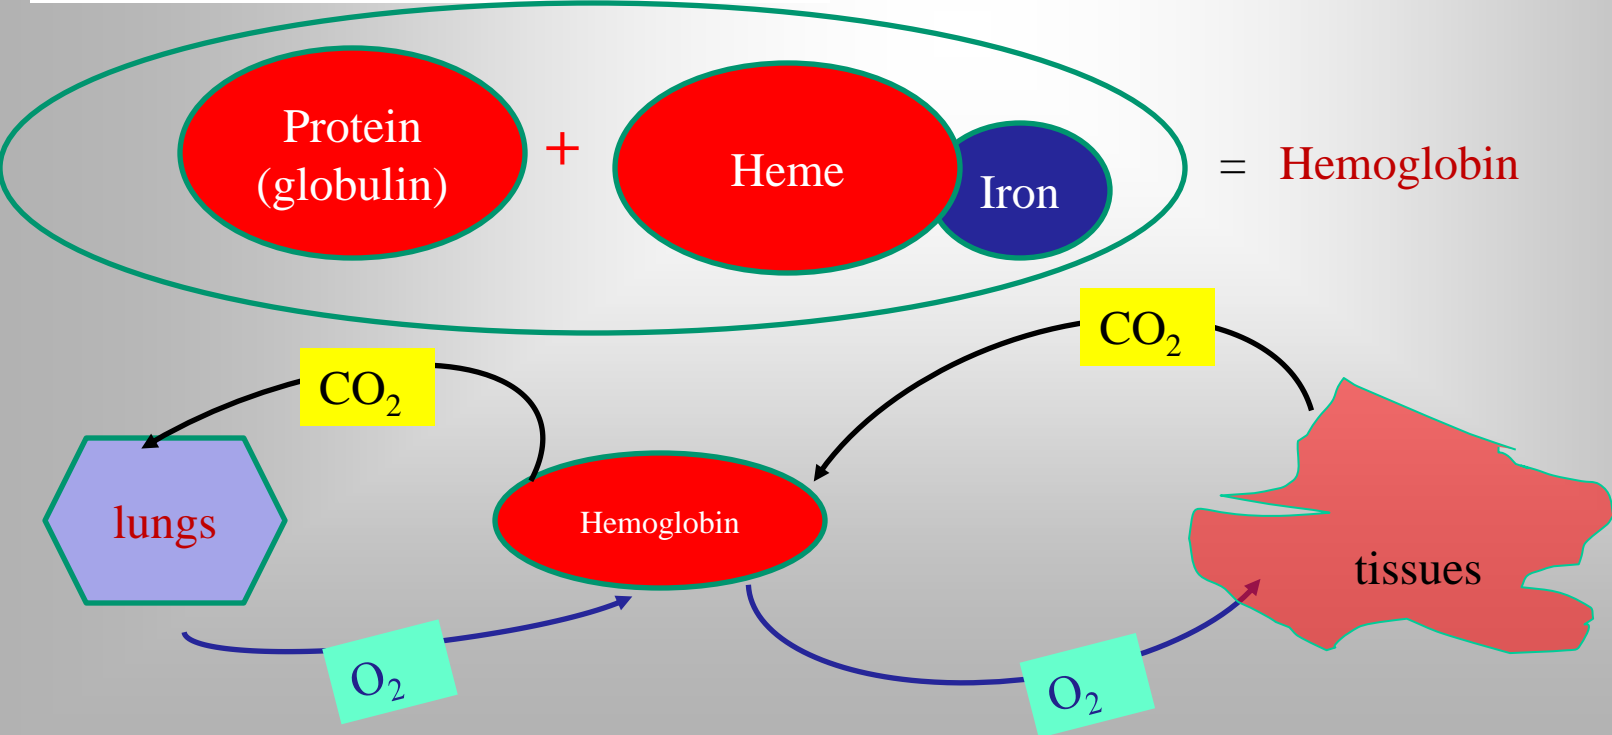 Protein
(globulin)
+
Heme
Iron
= Hemoglobin
CO₂
CO₂
lungs
Hemoglobin
tissues
O₂
O₂